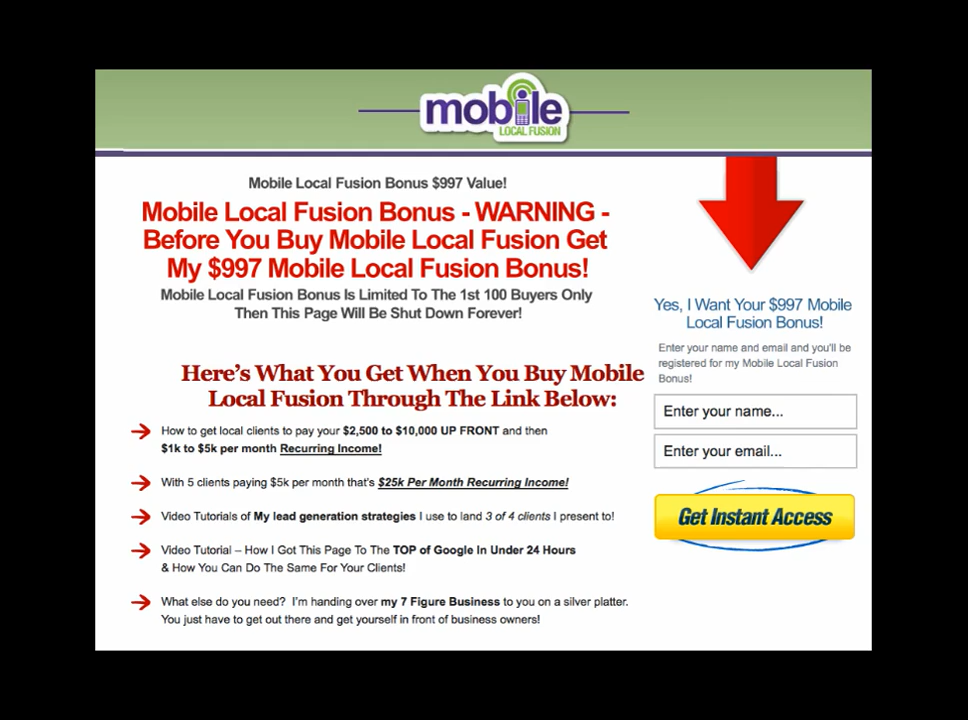 mobile
LOCAL FUSION
Mobile Local Fusion Bonus $997 Value!
Mobile Local Fusion Bonus - WARNING -
Before You Buy Mobile Local Fusion Get
My $997 Mobile Local Fusion Bonus!
Mobile Local Fusion Bonus Is Limited To The 1st 100 Buyers Only
Then This Page Will Be Shut Down Forever!
Here's What You Get When You Buy Mobile
Local Fusion Through The Link Below:
How to get local clients to pay your $2,500 to $10,000 UP FRONT and then
$1k to $5k per month Recurring Income!
With 5 clients paying $5k per month that's $25k Per Month Recurring Income!
Video Tutorials of My lead generation strategies I use to land 3 of 4 clients I present to!
Video Tutorial – How I Got This Page To The TOP of Google In Under 24 Hours
& How You Can Do The Same For Your Clients!
What else do you need? I'm handing over my 7 Figure Business to you on a silver platter.
You just have to get out there and get yourself in front of business owners!
Yes, I Want Your $997 Mobile
Local Fusion Bonus!
Enter your name and email and you'll be
registered for my Mobile Local Fusion
Bonus!
Enter your name...
Enter your email...
Get Instant Access